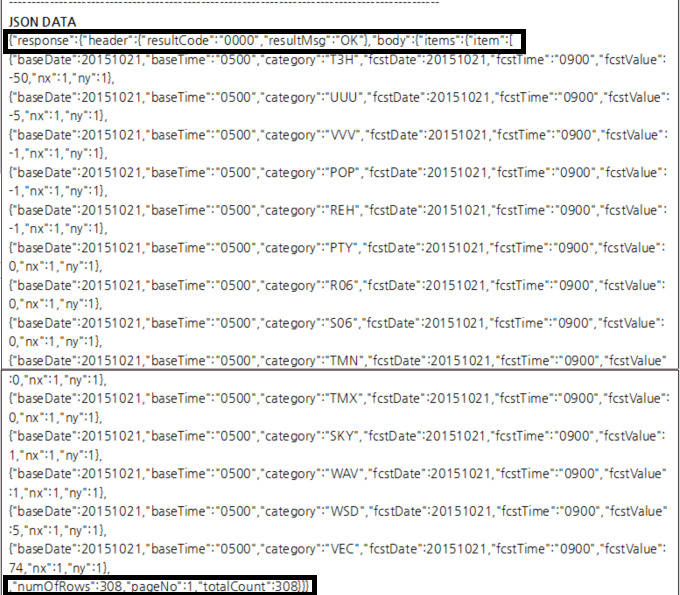 JSON DATA
{"response":{"header":{"resultCode":"0000","resultMsg":"OK"},"body":{"items":{"item":[
{"baseDate":20151021,"baseTime":"0500","category":"T3H","fcstDate":20151021,"fcstTime":"0900","fcstValue":
-50,"nx":1,"ny":1},
{"baseDate":20151021,"baseTime":"0500","category":"UUU","fcstDate":20151021,"fcstTime":"0900","fcstValue":
-5,"nx":1,"ny":1},
{"baseDate":20151021,"baseTime":"0500","category":"VVV","fcstDate":20151021,"fcstTime":"0900","fcstValue":
-1,"nx":1,"ny":1},
{"baseDate":20151021,"baseTime":"0500","category":"POP","fcstDate":20151021,"fcstTime":"0900","fcstValue":
-1,"nx":1,"ny":1},
{"baseDate":20151021,"baseTime":"0500","category":"REH","fcstDate":20151021,"fcstTime":"0900","fcstValue":
-1,"nx":1,"ny":1},
{"baseDate":20151021,"baseTime":"0500","category":"PTY","fcstDate":20151021,"fcstTime":"0900","fcstValue":
0,"nx":1,"ny":1},
{"baseDate":20151021,"baseTime":"0500","category":"R06","fcstDate":20151021,"fcstTime":"0900","fcstValue":
0,"nx":1,"ny":1},
{"baseDate":20151021,"baseTime":"0500","category":"S06","fcstDate":20151021,"fcstTime":"0900","fcstValue":
0,"nx":1,"ny":1},
{"baseDate":20151021,"baseTime":"0500","category":"TMN","fcstDate":20151021,"fcstTime":"0900","fcstValue"
:0,"nx":1,"ny":1},
{"baseDate":20151021,"baseTime":"0500","category":"TMX","fcstDate":20151021,"fcstTime":"0900","fcstValue":
0,"nx":1,"ny":1},
{"baseDate":20151021,"baseTime":"0500","category":"SKY","fcstDate":20151021,"fcstTime":"0900","fcstValue":
1,"nx":1,"ny":1},
{"baseDate":20151021,"baseTime":"0500","category":"WAV","fcstDate":20151021,"fcstTime":"0900","fcstValue"
:1,"nx":1,"ny":1},
{"baseDate":20151021,"baseTime":"0500","category":"WSD","fcstDate":20151021,"fcstTime":"0900","fcstValue"
:5,"nx":1,"ny":1},
{"baseDate":20151021,"baseTime":"0500","category":"VEC","fcstDate":20151021,"fcstTime":"0900","fcstValue":
74,"nx":1,"ny":1},
,"numOfRows":308,"pageNo":1,"totalCount":308}}}